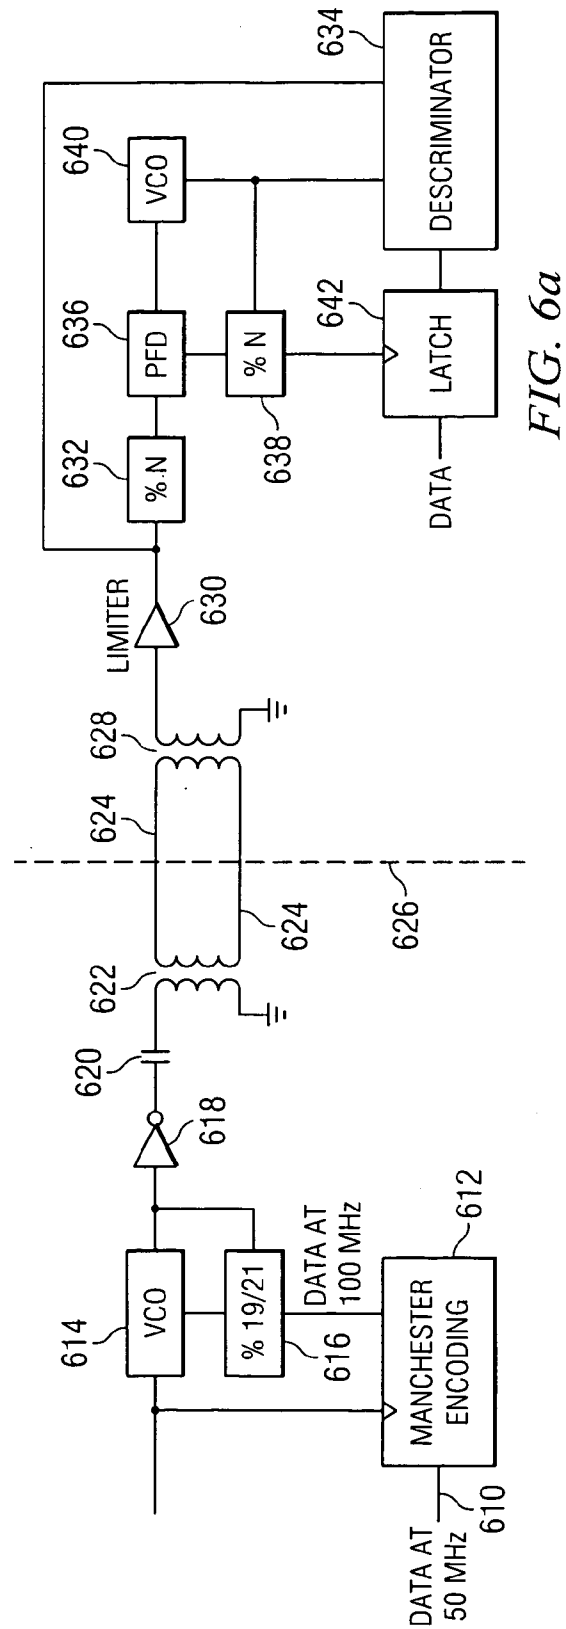 614
VCO
% 19/21
616
DATA AT
100 MHz
MANCHESTER
ENCODING
612
DATA AT
50 MHz
610
618
620
622
624
624
626
628
LIMITER
630
632
%.N
636
PFD
640
VCO
% N
638
642
LATCH
DATA
634
DESCRIMINATOR
FIG. 6a